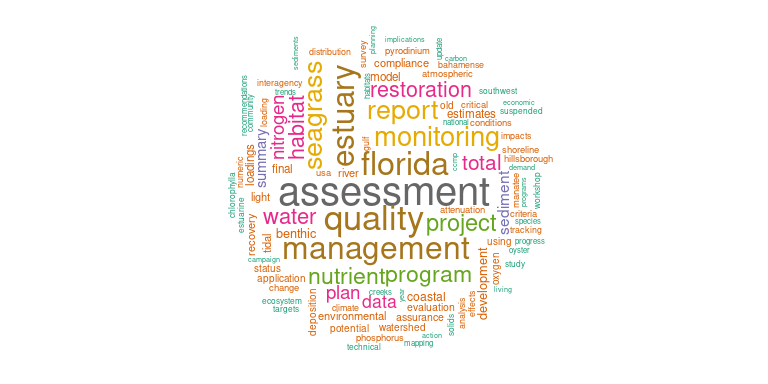 implications
planning
update
sediments
distribution
survey
pyrodinium
carbon
compliance
bahamense
habitats
model
atmospheric
interagency
trends
seagrass
estuary
restoration
southwest
recommendations
community
loading
nitrogen
habitat
report
old
critical
economic
estimates
suspended
national
conditions
monitoring
impacts
gulf
summary
shoreline
numeric
loadings
final
usa
river
florida
ccmp
total
hillsborough
demand
chlorophylla
light
assessment
sediment
manatee
programs
workshop
estuarine
water
quality
attenuation
project
criteria
species
tracking
recovery
tidal
benthic
management
using
progress
oyster
campaign
status
application
change
nutrient
program
development
oxygen
study
living
ecosystem
targets
plan
creeks
data
year
coastal
evaluation
deposition
climate
environmental
assurance
solids
analysis
effects
potential
watershed
action
phosphorus
mapping
technical